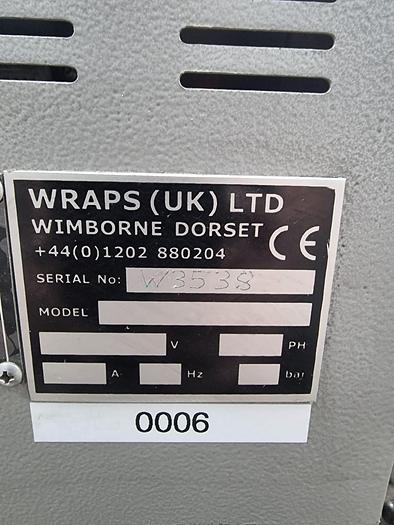 WRAPS (UK) LTD
WIMBORNE DORSET
+44(0)1202 880204
CE
SERIAL No: W3538
MODEL
V PH
A Hz bar
0006